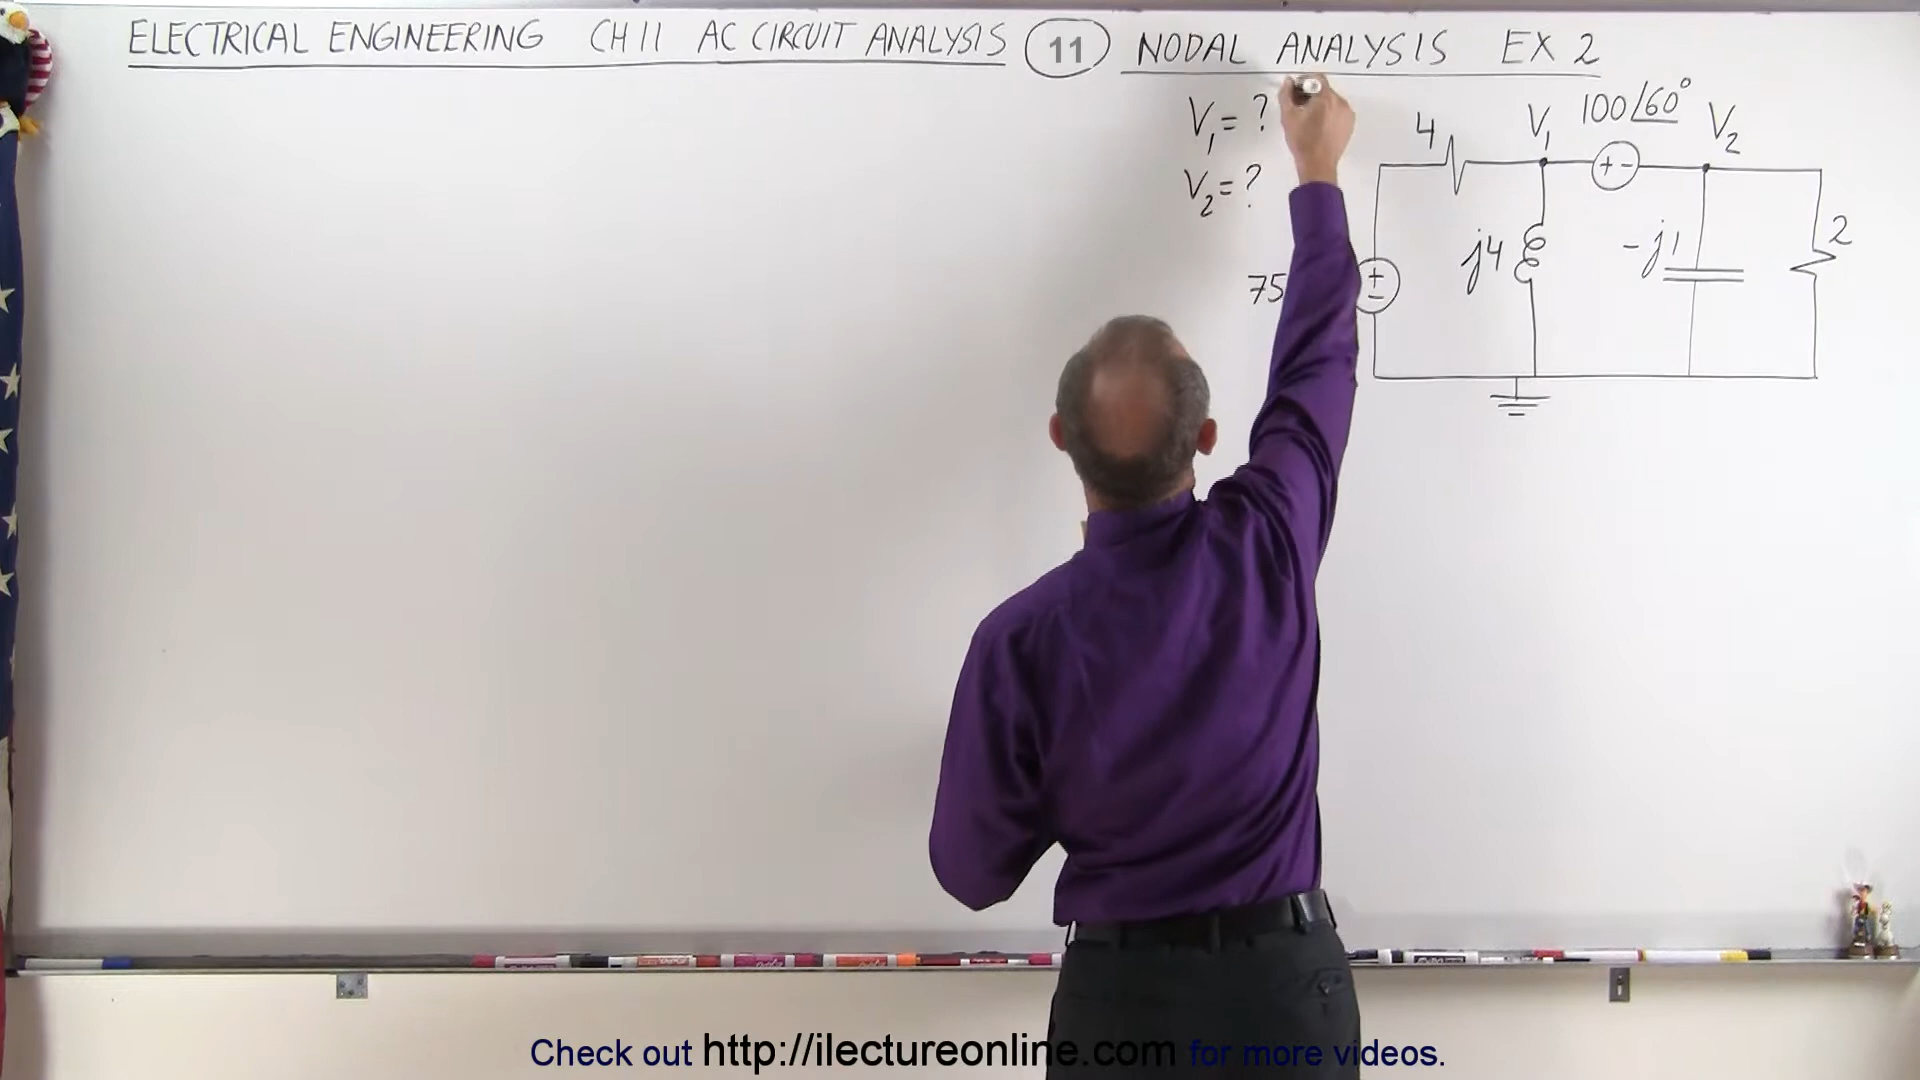 ELECTRICAL ENGINEERING CH 11 AC CIRCUIT ANALYSIS 11 NODAL ANALYSIS EX 2
V1 = ?
V2 = ?
4
V1
100/60°
V2
+ -
75
+
-
j4
-j1
2
Check out http://ilectureonline.com for more videos.